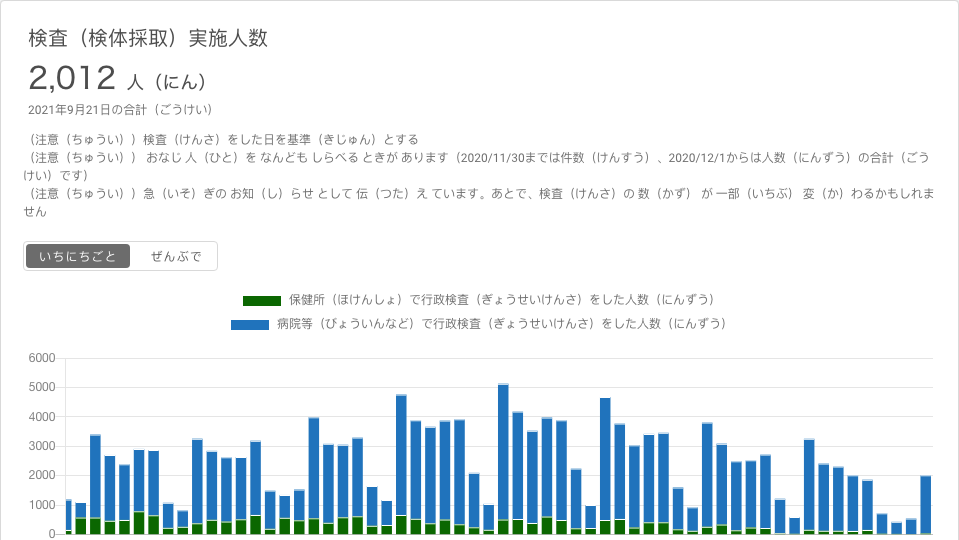 検査（検体採取）実施人数
2,012 人（にん）
2021年9月21日の合計（ごうけい）
（注意（ちゅうい））検査（けんさ）をした日を基準（きじゅん）とする
（注意（ちゅうい）） おなじ 人（ひと）を なんども しらべる ときが あります（2020/11/30までは件数（けんすう）、2020/12/1からは人数（にんずう）の合計（ごう
けい）です）
（注意（ちゅうい））急（いそ）ぎの お知（し）らせ として 伝（つた）え ています。あとで、検査（けんさ）の 数（かず） が 一部（いちぶ） 変（か）わるかもしれま
せん
いちにちごと ぜんぶで
保健所（ほけんしょ）で行政検査（ぎょうせいけんさ）をした人数（にんずう）
病院等（びょういんなど）で行政検査（ぎょうせいけんさ）をした人数（にんずう）
6000
5000
4000
3000
2000
1000
0